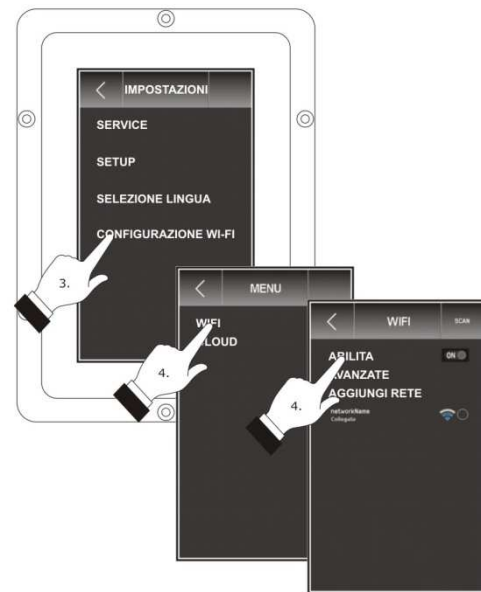 IMPOSTAZIONI
SERVICE
SETUP
SELEZIONE LINGUA
CONFIGURAZIONE WI-FI
3.
MENU
WIFI
CLOUD
4.
WIFI SCAN
ABILITA ON
AVANZATE
AGGIUNGI RETE
networkName
Collegato
4.